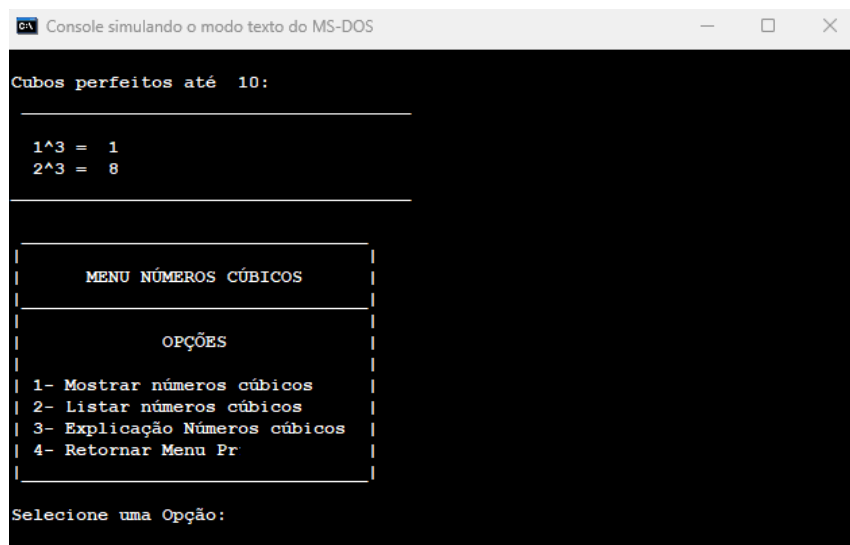 Console simulando o modo texto do MS-DOS
Cubos perfeitos até 10:
1^3 = 1
2^3 = 8
MENU NÚMEROS CÚBICOS
OPÇÕES
1- Mostrar números cúbicos
2- Listar números cúbicos
3- Explicação Números cúbicos
4- Retornar Menu Pr
Selecione uma Opção: